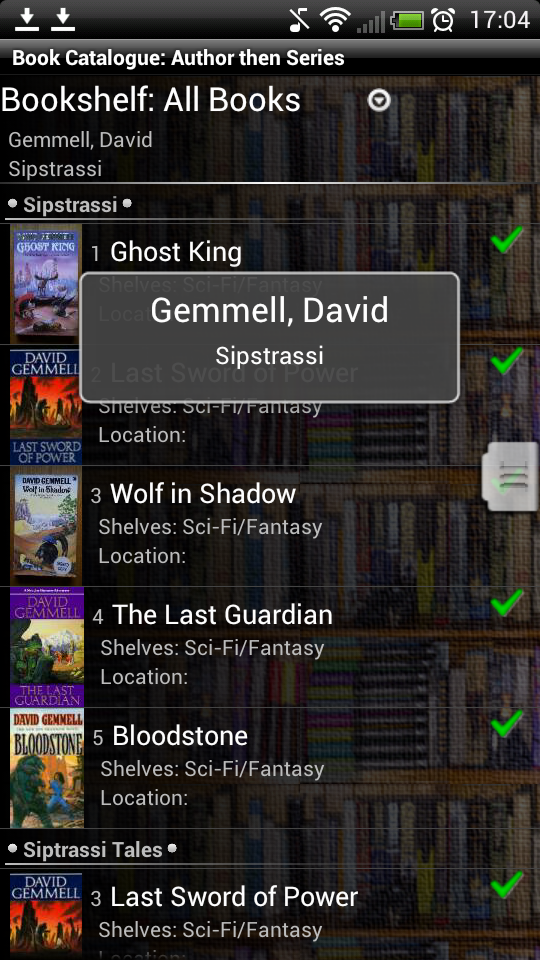 17:04
Book Catalogue: Author then Series
Bookshelf: All Books
Gemmell, David
Sipstrassi
Sipstrassi
GHOST KING
1 Ghost King
Shelves: Sci-Fi/Fantasy
Gemmell, David
Sipstrassi
DAVID
GEMMELL
LAST SWORD
OF POWER
2 Last Sword of Power
Shelves: Sci-Fi/Fantasy
Location:
DAVID GEMMELL
Wolf in Shadow
3 Wolf in Shadow
Shelves: Sci-Fi/Fantasy
Location:
DAVID
GEMMELL
THE LAST
GUARDIAN
4 The Last Guardian
Shelves: Sci-Fi/Fantasy
Location:
DAVID GEMMELL
BLOODSTONE
5 Bloodstone
Shelves: Sci-Fi/Fantasy
Location:
Siptrassi Tales
DAVID
GEMMELL
3 Last Sword of Power
Shelves: Sci-Fi/Fantasy